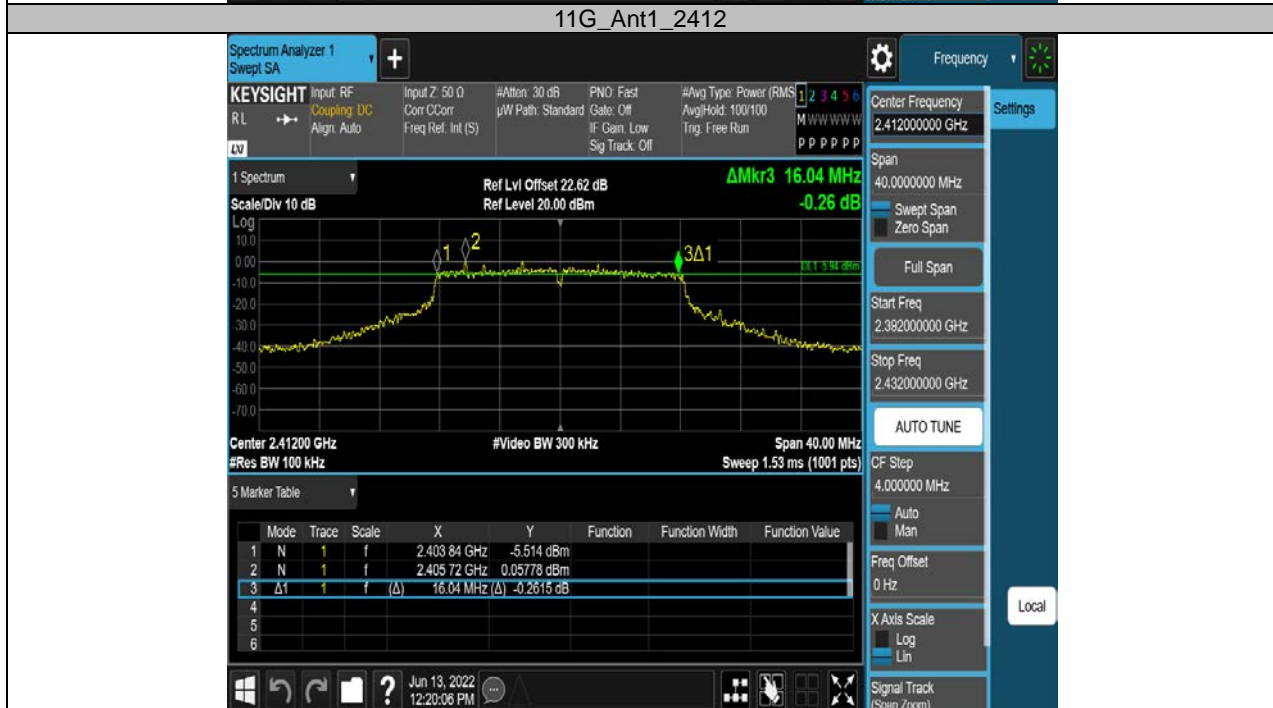 11G_Ant1_2412
Spectrum Analyzer 1
Swept SA
+
Frequency
KEYSIGHT
RL
LXI
Input: RF
Coupling: DC
Align: Auto
Input Z: 50 Ω
Corr CCorr
Freq Ref: Int (S)
#Atten: 30 dB
µW Path: Standard
PNO: Fast
Gate: Off
IF Gain: Low
Sig Track: Off
#Avg Type: Power (RMS
Avg|Hold: 100/100
Trig: Free Run
1 2 3 4 5 6
M W W W W W
P P P P P P
Center Frequency
2.412000000 GHz
Settings
1 Spectrum
Scale/Div 10 dB
Ref Lvl Offset 22.62 dB
Ref Level 20.00 dBm
ΔMkr3 16.04 MHz
-0.26 dB
Span
40.0000000 MHz
Swept Span
Zero Span
Log
10.0
0.00
-10.0
-20.0
-30.0
-40.0
-50.0
-60.0
-70.0
1
2
3Δ1
DL1 -5.94 dBm
Full Span
Start Freq
2.392000000 GHz
Stop Freq
2.432000000 GHz
AUTO TUNE
Center 2.41200 GHz
#Video BW 300 kHz
Span 40.00 MHz
#Res BW 100 kHz
Sweep 1.53 ms (1001 pts)
CF Step
4.000000 MHz
Auto
Man
5 Marker Table
Mode Trace Scale X Y Function Function Width Function Value
1 N 1 f 2.403 84 GHz -5.514 dBm
2 N 1 f 2.405 72 GHz 0.05778 dBm
3 Δ1 1 f (Δ) 16.04 MHz (Δ) -0.2615 dB
4
5
6
Freq Offset
0 Hz
X Axis Scale
Log
Lin
Local
Signal Track
(Span Zoom)
?
Jun 13, 2022
12:20:06 PM